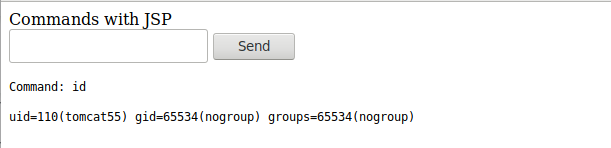 Commands with JSP
Send
Command: id
uid=110(tomcat55) gid=65534(nogroup) groups=65534(nogroup)